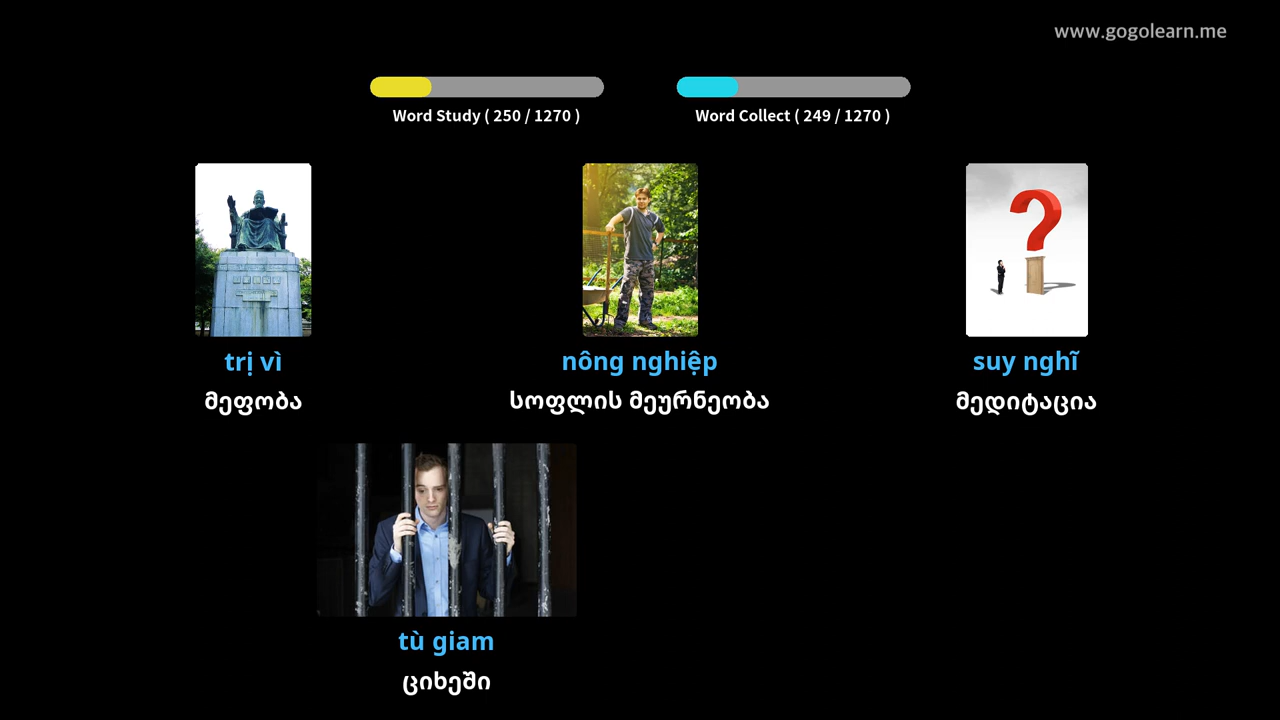 www.gogolearn.me
Word Study ( 250 / 1270 )
Word Collect ( 249 / 1270 )
trị vì
nông nghiệp
suy nghĩ
მეფობა
სოფლის მეურნეობა
მედიტაცია
tù giam
ციხეში